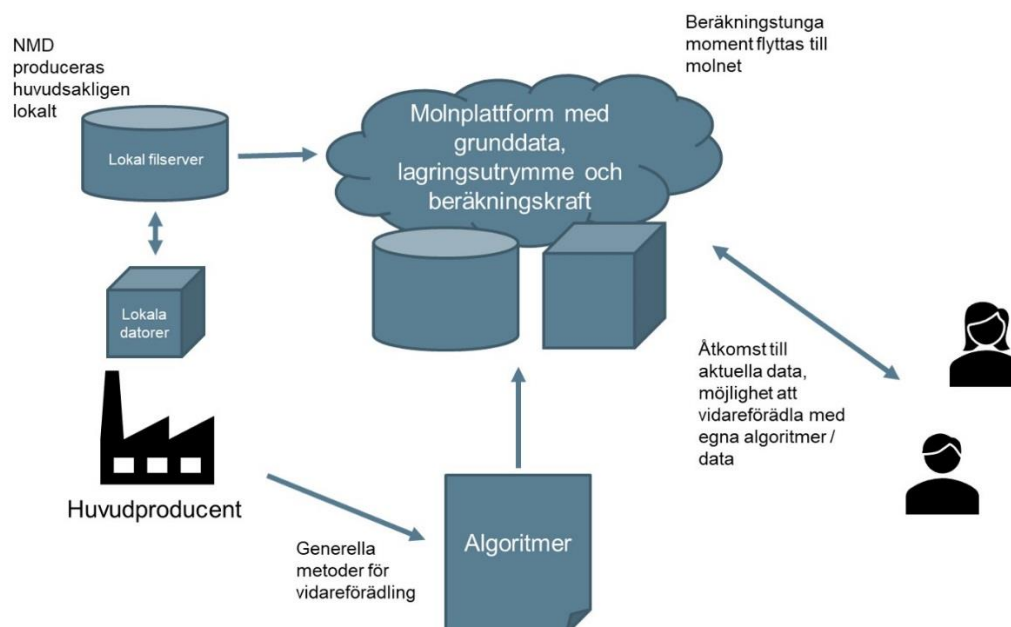 NMD
produceras
huvudsakligen
lokalt
Lokal filserver
Lokala
datorer
Huvudproducent
Molnplattform med
grunddata,
lagringsutrymme och
beräkningskraft
Beräkningstunga
moment flyttas till
molnet
Åtkomst till
aktuella data,
möjlighet att
vidareförädla med
egna algoritmer /
data
Generella
metoder för
vidareförädling
Algoritmer